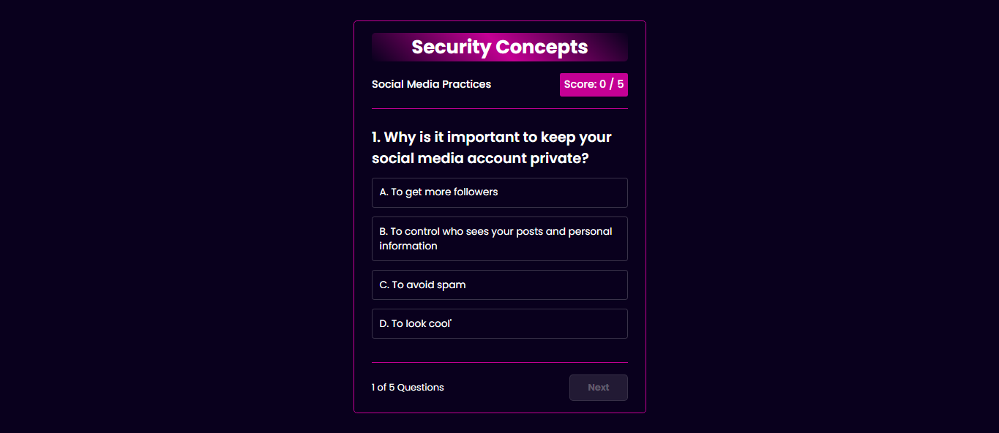 Security Concepts
Social Media Practices
Score: 0 / 5
1. Why is it important to keep your
social media account private?
A. To get more followers
B. To control who sees your posts and personal
information
C. To avoid spam
D. To look cool'
1 of 5 Questions
Next